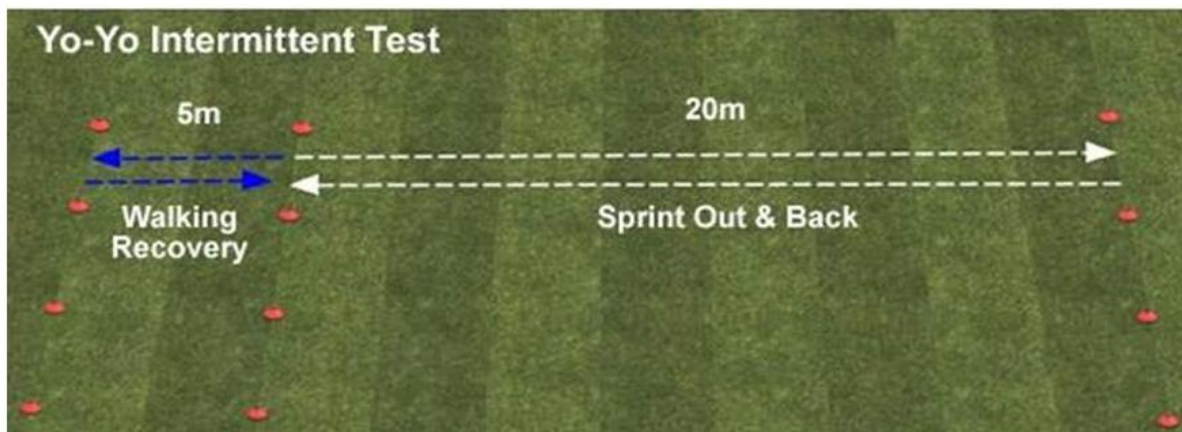 Yo-Yo Intermittent Test
5m
20m
Walking
Recovery
Sprint Out & Back